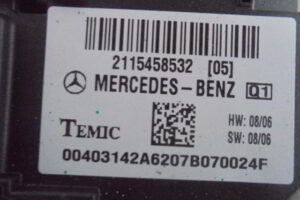 2115458532 [05]
MERCEDES-BENZ Q1
HW: 08/06
TEMIC SW: 08/06
00403142A6207B070024F